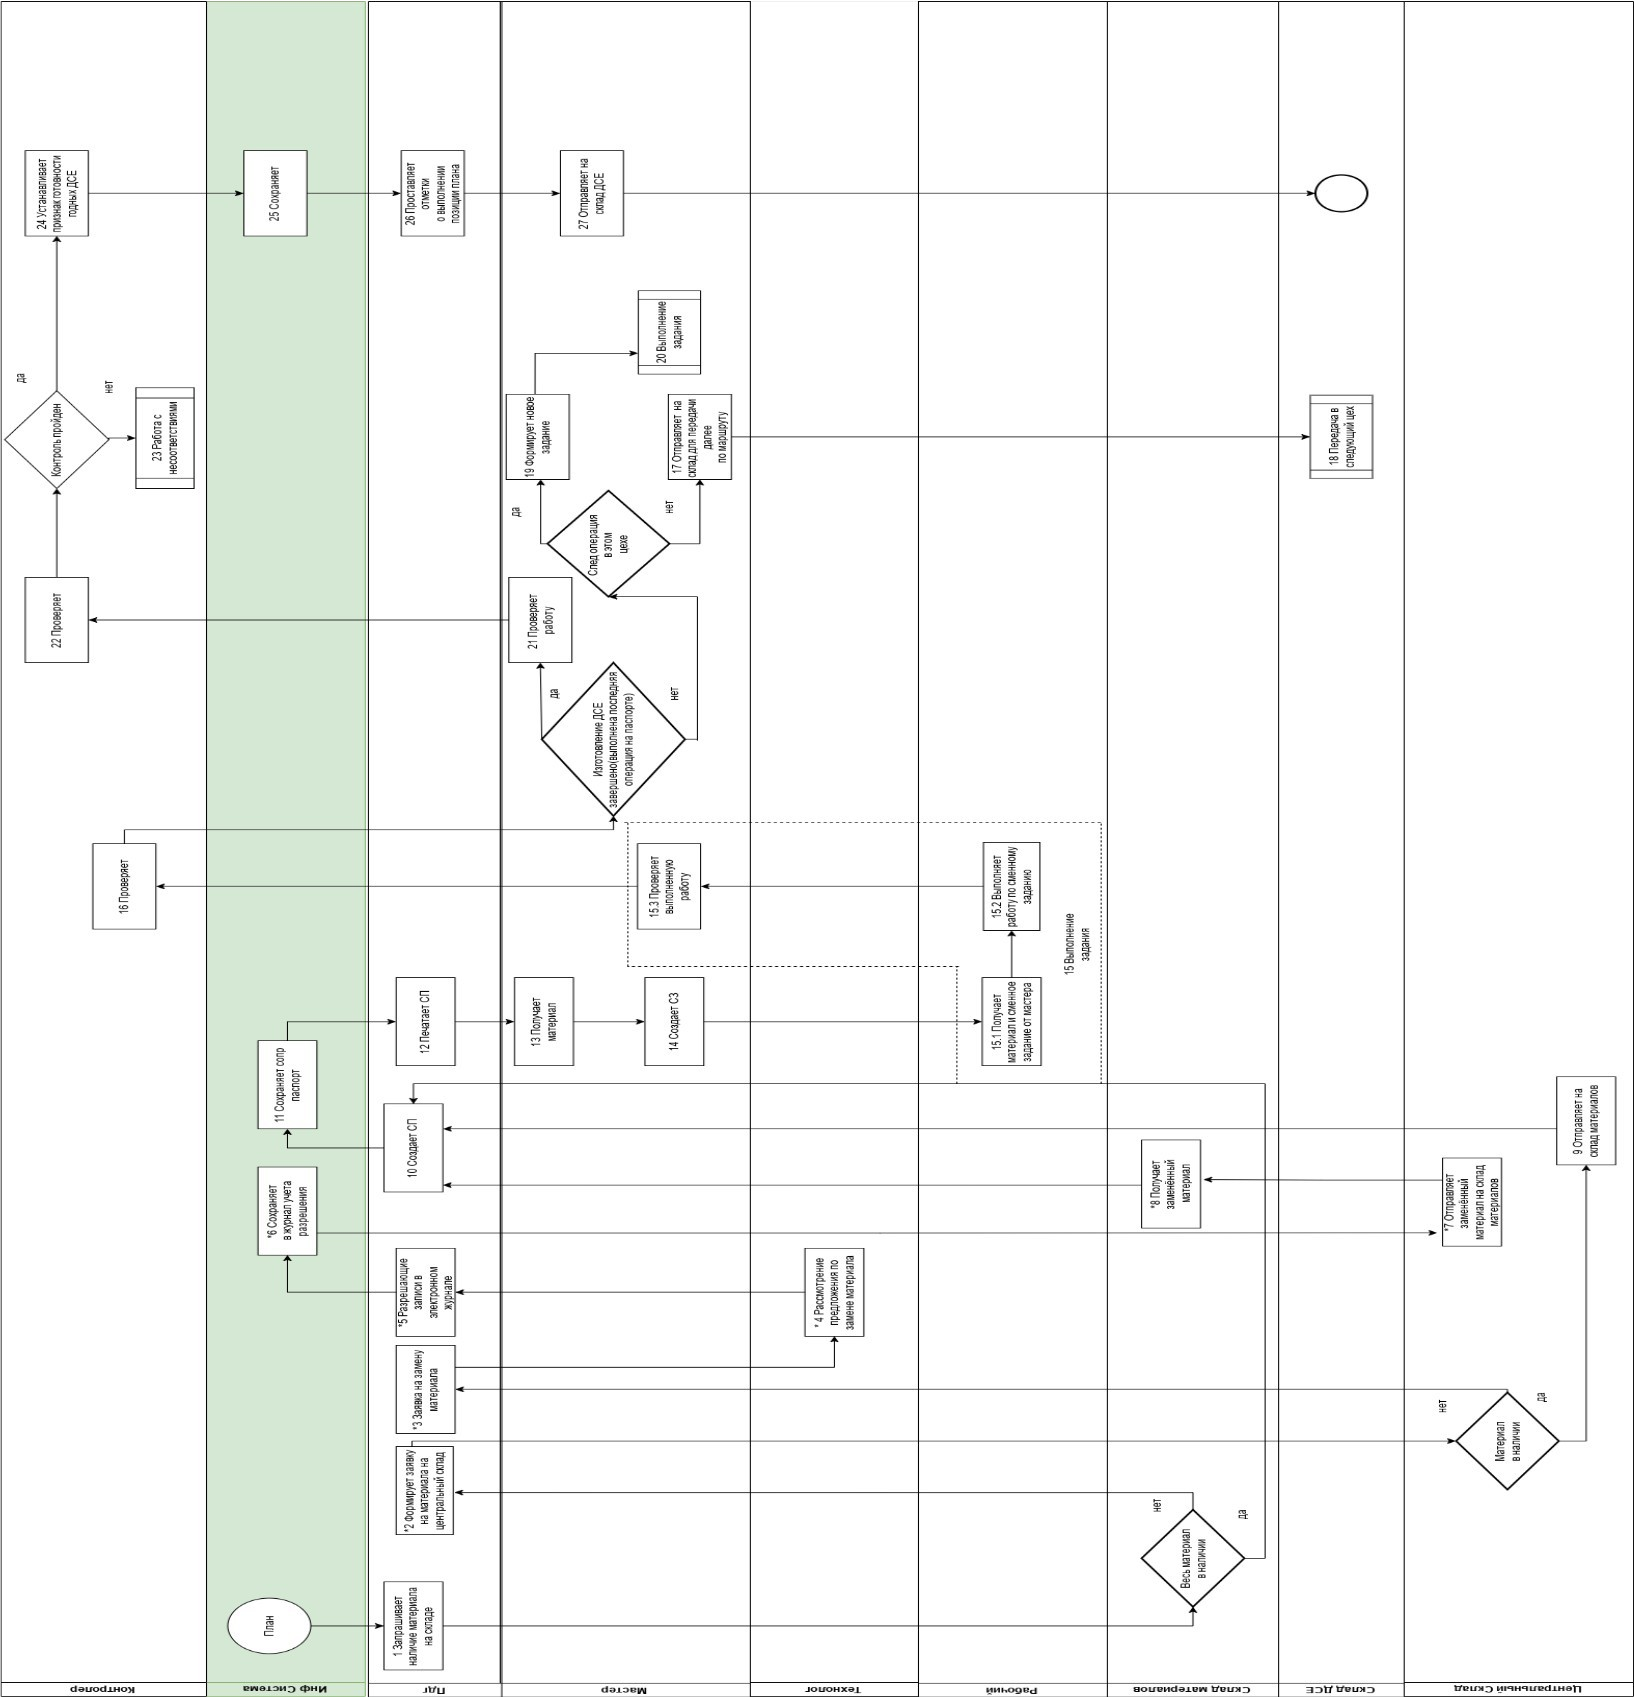 Контролер
Инф Система
Пдг
Мастер
Технолог
Рабочий
Склад материалов
Склад ДСЕ
Центральный Склад
План
1 Запрашивает
наличие материала
на складе
Весь материал
в наличии
нет
да
*2 Формирует заявку
на материала на
центральный склад
Материал
в наличии
нет
да
*3 Заявка на замену
материала
* 4 Рассмотрение
предложения по
замене материала
*5 Разрешающие
записи в
электронном
журнале
*6 Сохраняет
в журнал учета
разрешения
*7 Отправляет
заменённый
материал на склад
материалов
*8 Получает
заменённый
материал
9 Отправляет на
склад материалов
10 Создает СП
11 Сохраняет сопр
паспорт
12 Печатает СП
13 Получает
материал
14 Создает СЗ
15.1 Получает
материал и сменное
задание от мастера
15.2 Выполняет
работу по сменному
заданию
15 Выполнение
задания
15.3 Проверяет
выполненную
работу
16 Проверяет
Изготовление ДСЕ
завершено(выполнена последняя
операция на паспорте)
да
нет
21 Проверяет
работу
22 Проверяет
След операция
в этом
цехе
да
нет
19 Формирует новое
задание
17 Отправляет на
склад для передачи
далее
по маршруту
18 Передача в
следующий цех
20 Выполнение
задания
Контроль пройден
да
нет
23 Работа с
несоответствиями
24 Устанавливает
признак готовности
годных ДСЕ
25 Сохраняет
26 Проставляет
отметки
о выполнении
позиции плана
27 Отправляет на
склад ДСЕ